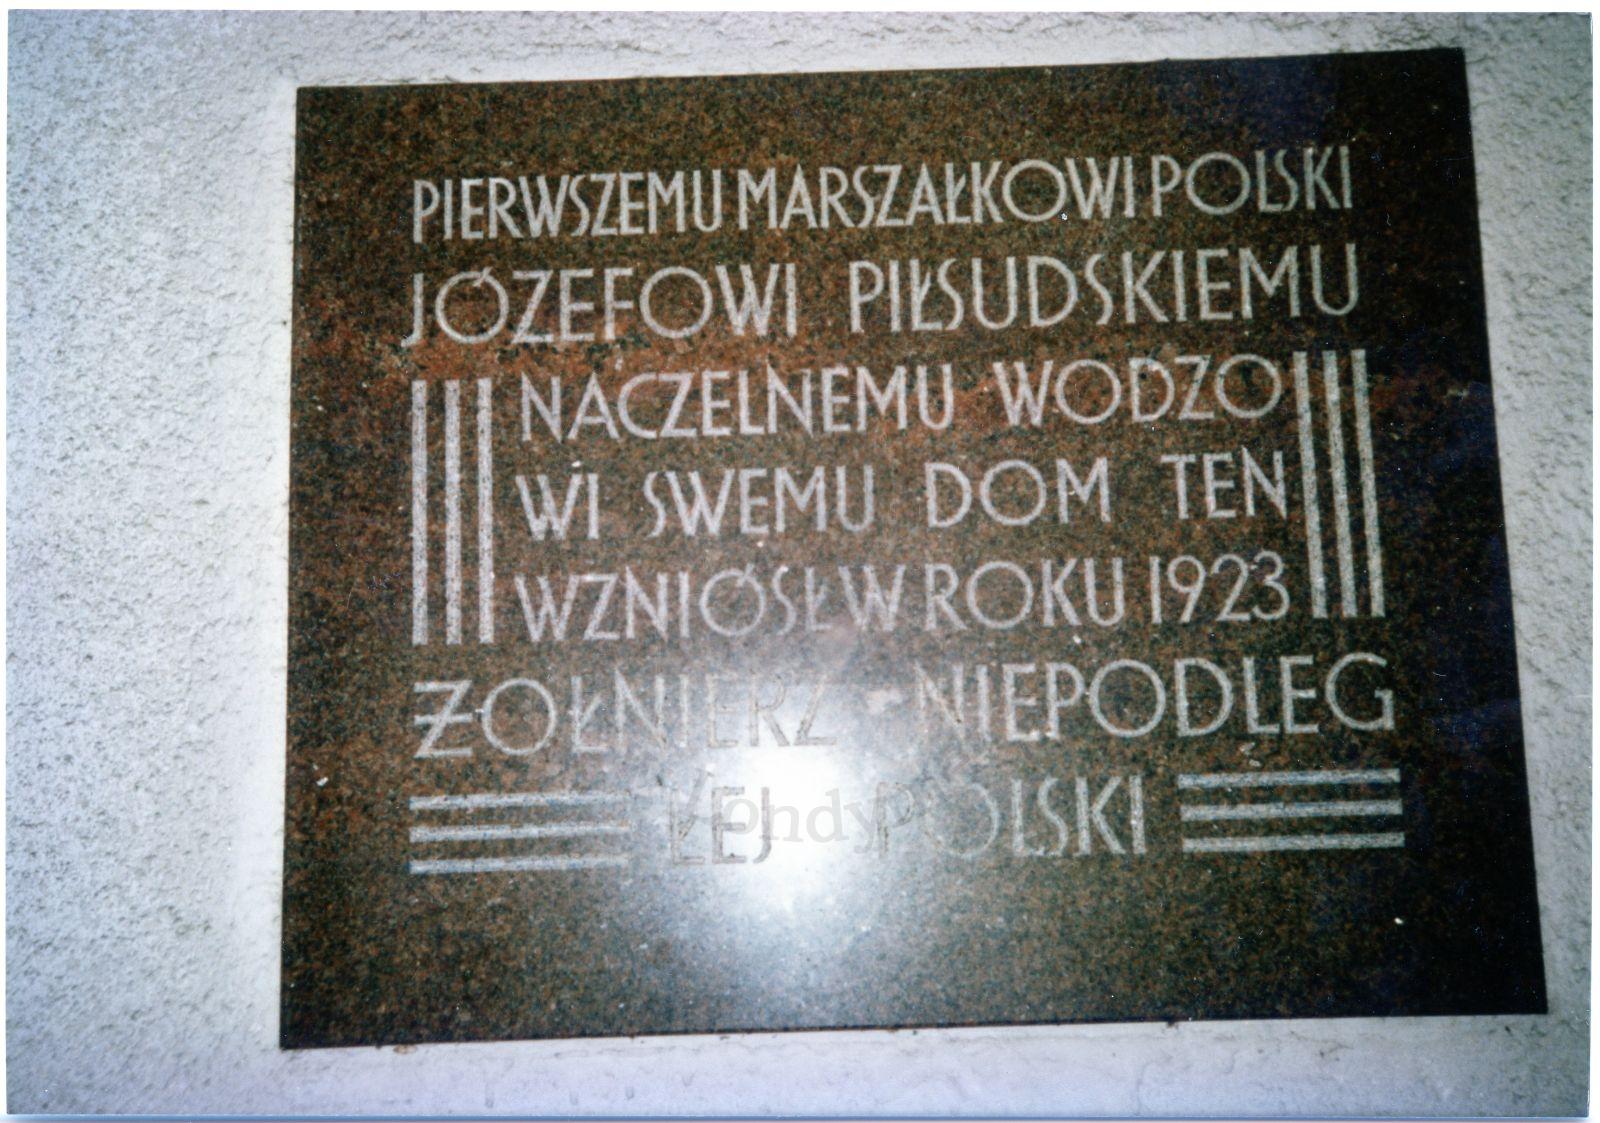 PIERWSZEMU MARSZAŁKOWI POLSKI
JÓZEFOWI PIŁSUDSKIEMU
NACZELNEMU WODZO
WI SWEMU DOM TEN
WZNIÓSŁ W ROKU 1923
ŻOŁNIERZ NIEPODLEG
ŁEJ POLSKI